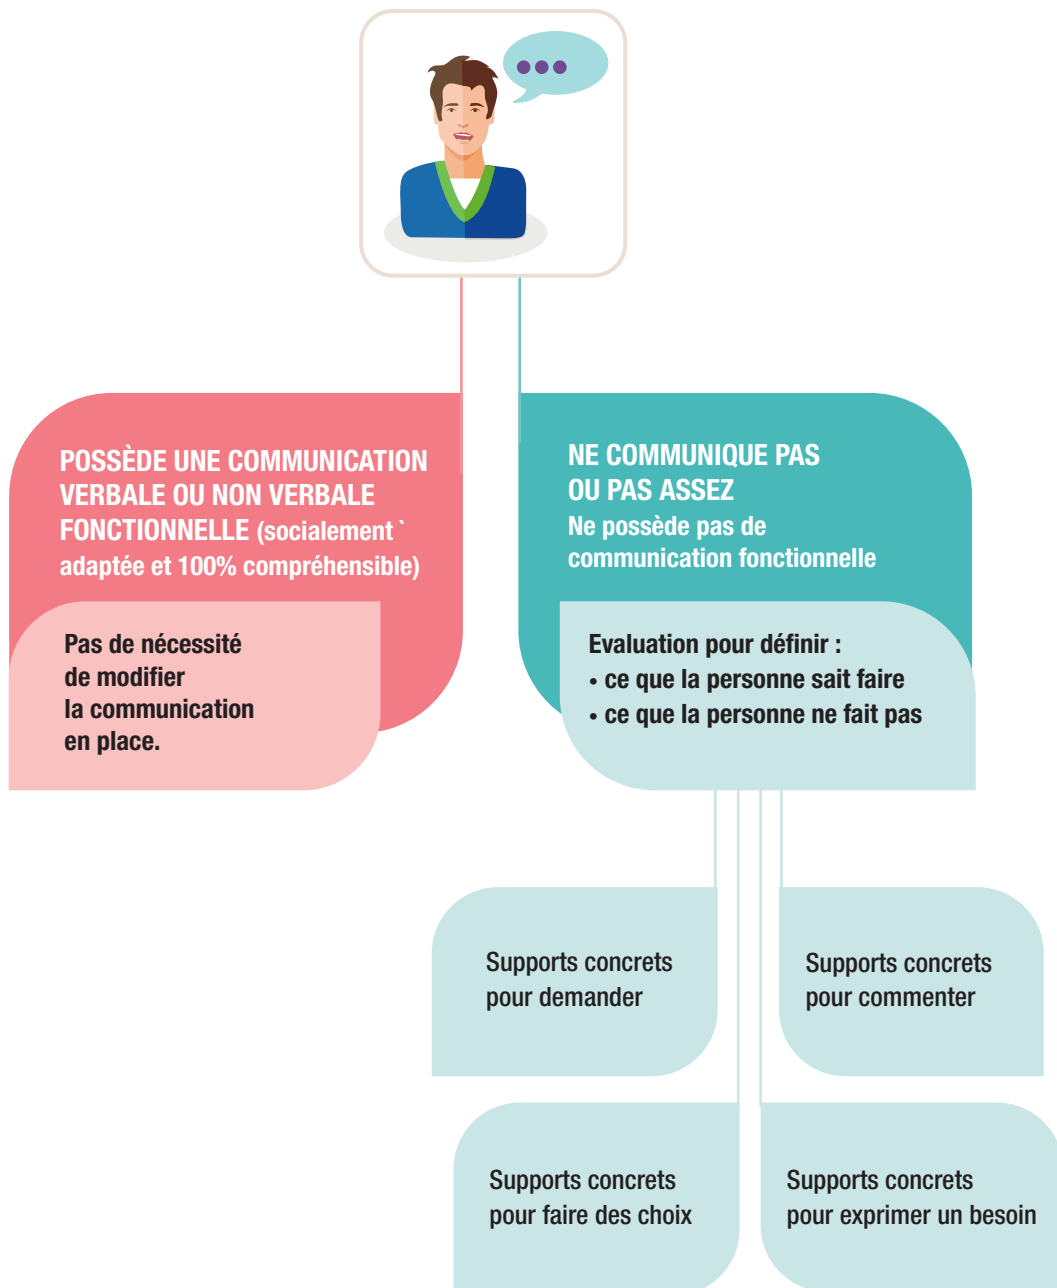 POSSÈDE UNE COMMUNICATION
VERBALE OU NON VERBALE
FONCTIONNELLE (socialement `
adaptée et 100% compréhensible)
Pas de nécessité
de modifier
la communication
en place.
NE COMMUNIQUE PAS
OU PAS ASSEZ
Ne possède pas de
communication fonctionnelle
Evaluation pour définir :
• ce que la personne sait faire
• ce que la personne ne fait pas
Supports concrets
pour demander
Supports concrets
pour commenter
Supports concrets
pour faire des choix
Supports concrets
pour exprimer un besoin